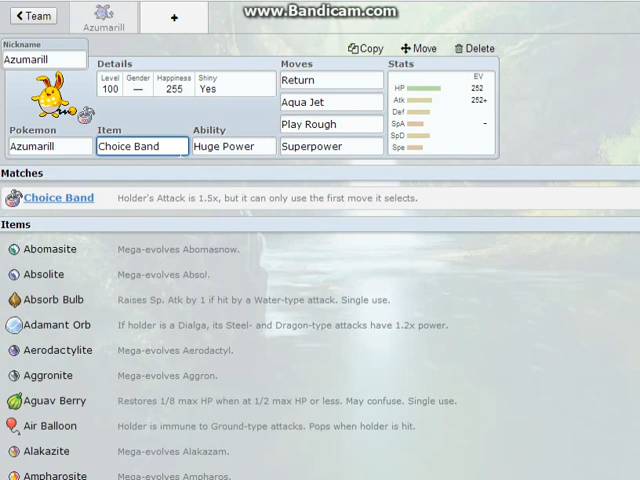 www.Bandicam.com
Team
Azumarill
+
Copy
Move
Delete
Nickname
Azumarill
Details
Level
Gender
Happiness
Shiny
100
—
255
Yes
Moves
Return
Aqua Jet
Play Rough
Superpower
Stats
EV
HP
252
Atk
252+
Def
SpA
-
SpD
Spe
Pokemon
Azumarill
Item
Choice Band
Ability
Huge Power
Matches
Choice Band
Holder's Attack is 1.5x, but it can only use the first move it selects.
Items
Abomasite
Mega-evolves Abomasnow.
Absolite
Mega-evolves Absol.
Absorb Bulb
Raises Sp. Atk by 1 if hit by a Water-type attack. Single use.
Adamant Orb
If holder is a Dialga, its Steel- and Dragon-type attacks have 1.2x power.
Aerodactylite
Mega-evolves Aerodactyl.
Aggronite
Mega-evolves Aggron.
Aguav Berry
Restores 1/8 max HP when at 1/2 max HP or less. May confuse. Single use.
Air Balloon
Holder is immune to Ground-type attacks. Pops when holder is hit.
Alakazite
Mega-evolves Alakazam.
Ampharosite
Mega-evolves Ampharos.